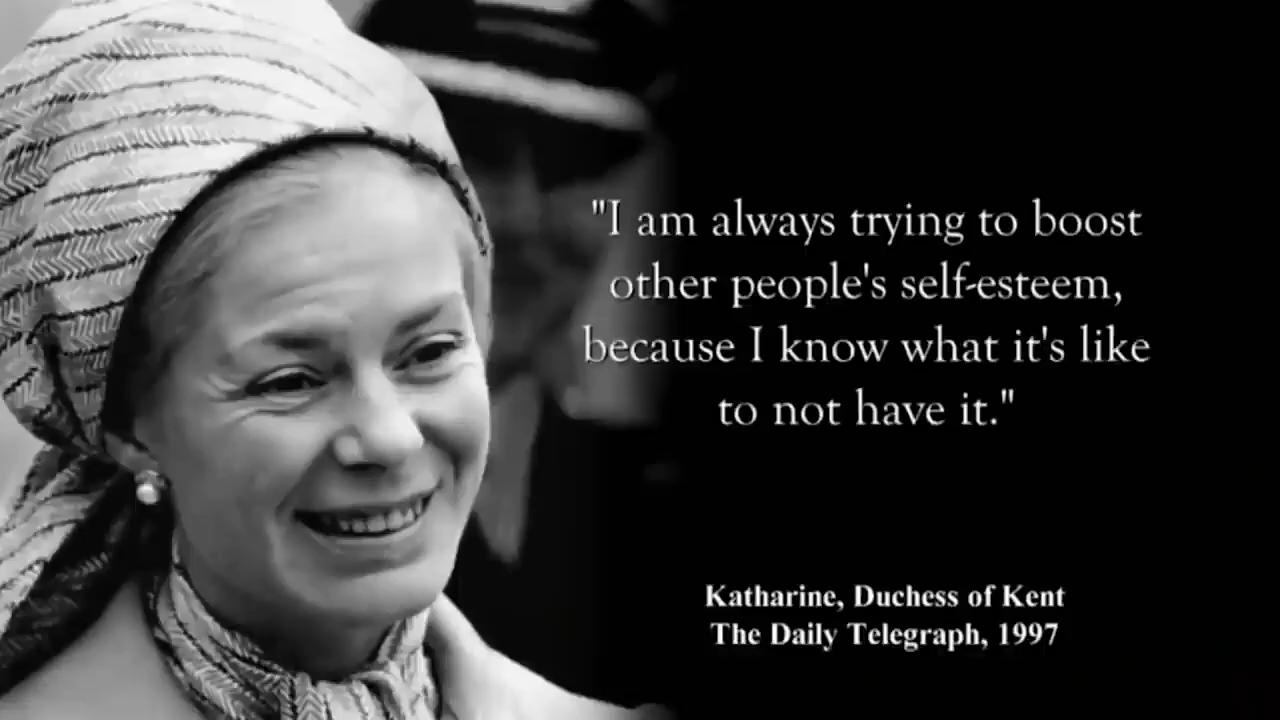 "I am always trying to boost
other people's self-esteem,
because I know what it's like
to not have it."
Katharine, Duchess of Kent
The Daily Telegraph, 1997